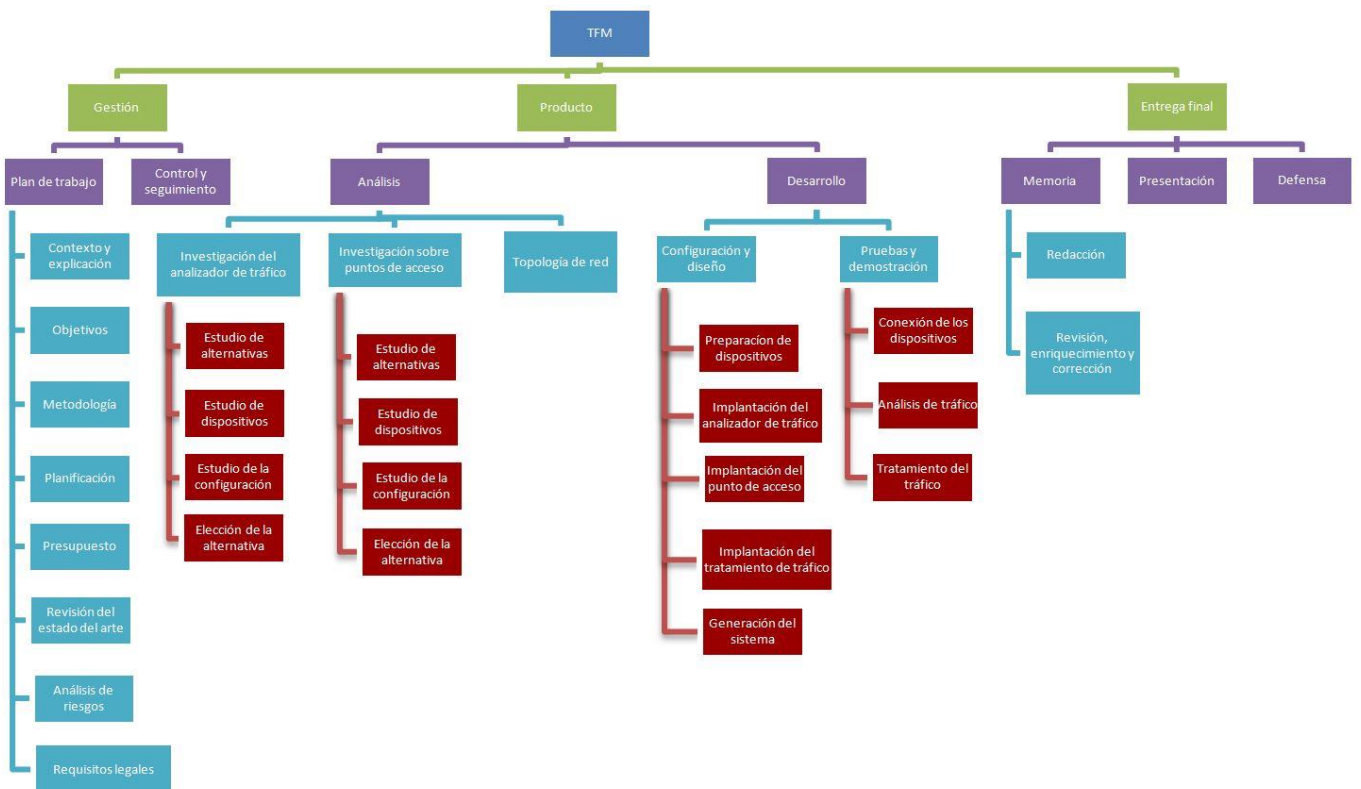 TFM
Gestión
Producto
Entrega final
Plan de trabajo
Control y
seguimiento
Análisis
Desarrollo
Memoria
Presentación
Defensa
Contexto y
explicación
Objetivos
Metodología
Planificación
Presupuesto
Revisión del
estado del arte
Análisis de
riesgos
Requisitos legales
Investigación del
analizador de tráfico
Estudio de
alternativas
Estudio de
dispositivos
Estudio de la
configuración
Elección de la
alternativa
Investigación sobre
puntos de acceso
Estudio de
alternativas
Estudio de
dispositivos
Estudio de la
configuración
Elección de la
alternativa
Topología de red
Configuración y
diseño
Preparacíon de
dispositivos
Implantación del
analizador de tráfico
Implantación del
punto de acceso
Implantación del
tratamiento de tráfico
Generación del
sistema
Pruebas y
demostración
Conexión de los
dispositivos
Análisis de tráfico
Tratamiento del
tráfico
Redacción
Revisión,
enriquecimiento y
corrección